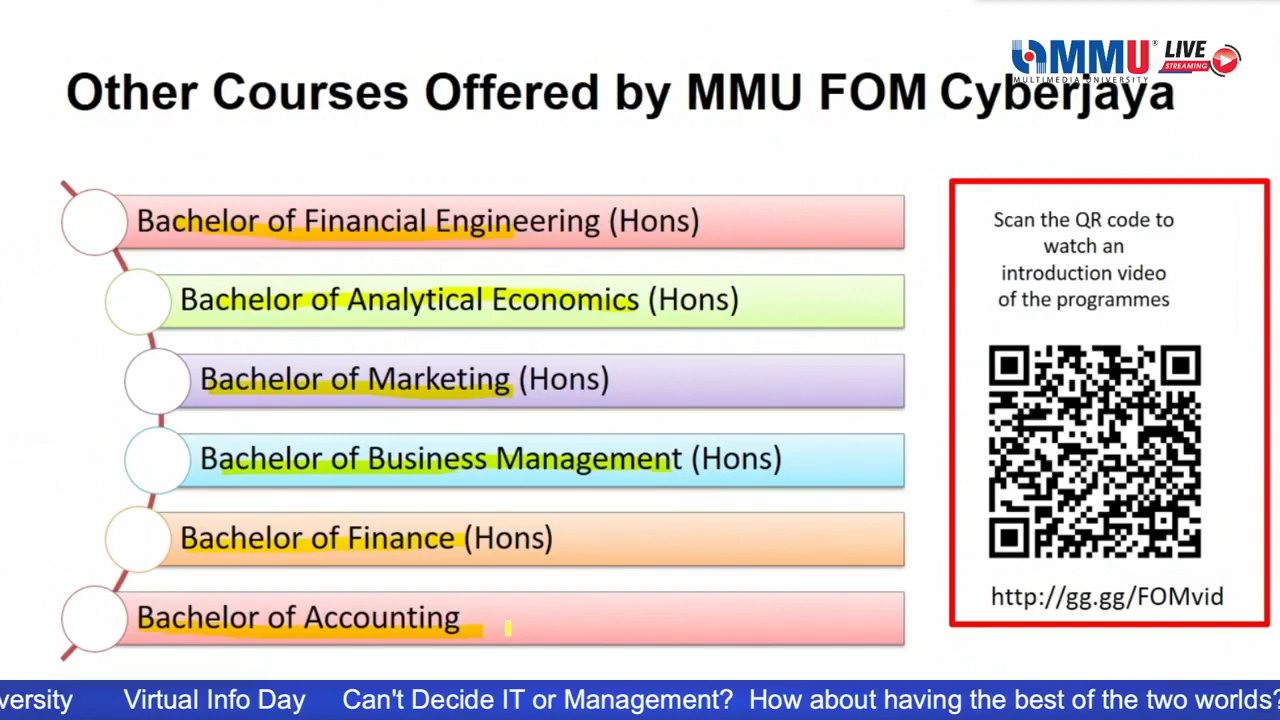 MMU
LIVE
STREAMING
MULTIMEDIA UNIVERSITY
Other Courses Offered by MMU FOM Cyberjaya
Bachelor of Financial Engineering (Hons)
Bachelor of Analytical Economics (Hons)
Bachelor of Marketing (Hons)
Bachelor of Business Management (Hons)
Bachelor of Finance (Hons)
Bachelor of Accounting
Scan the QR code to
watch an
introduction video
of the programmes
http://gg.gg/FOMvid
versity Virtual Info Day Can't Decide IT or Management? How about having the best of the two worlds?